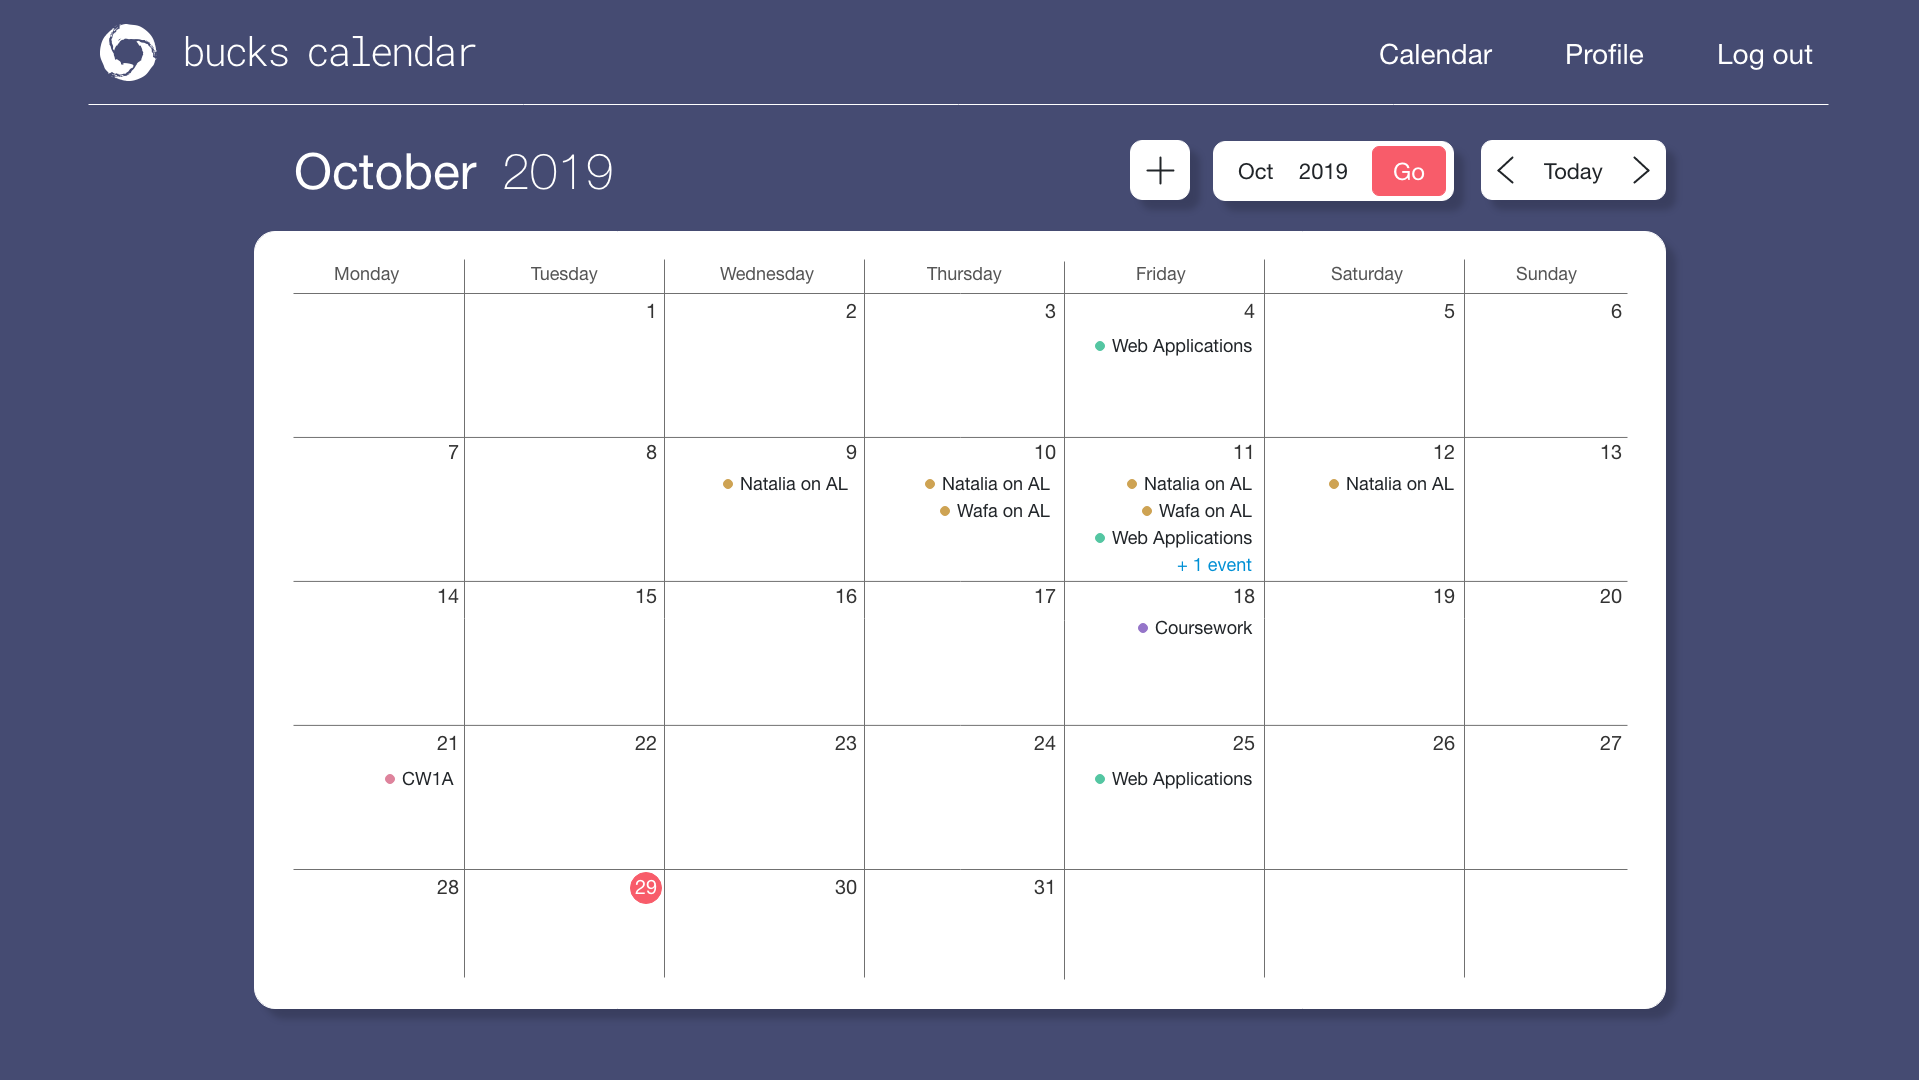 bucks calendar
Calendar Profile Log out
October 2019
Oct 2019 Go
Today
Monday Tuesday Wednesday Thursday Friday Saturday Sunday
1 2 3 4 5 6
Web Applications
7 8 9 10 11 12 13
Natalia on AL Natalia on AL Natalia on AL Natalia on AL
Wafa on AL Wafa on AL
Web Applications
+ 1 event
14 15 16 17 18 19 20
Coursework
21 22 23 24 25 26 27
CW1A Web Applications
28 29 30 31